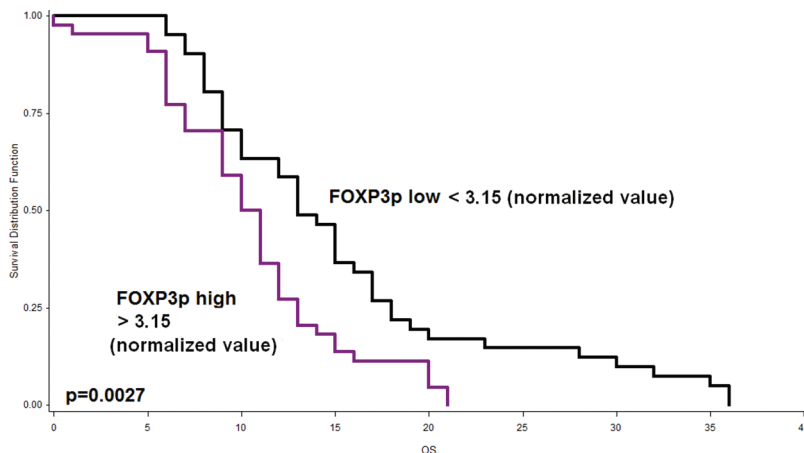 1.00
0.75
0.50
0.25
0.00
Survival Distribution Function
FOXP3p low < 3.15 (normalized value)
FOXP3p high
> 3.15
(normalized value)
p=0.0027
0 5 10 15 20 25 30 35
OS